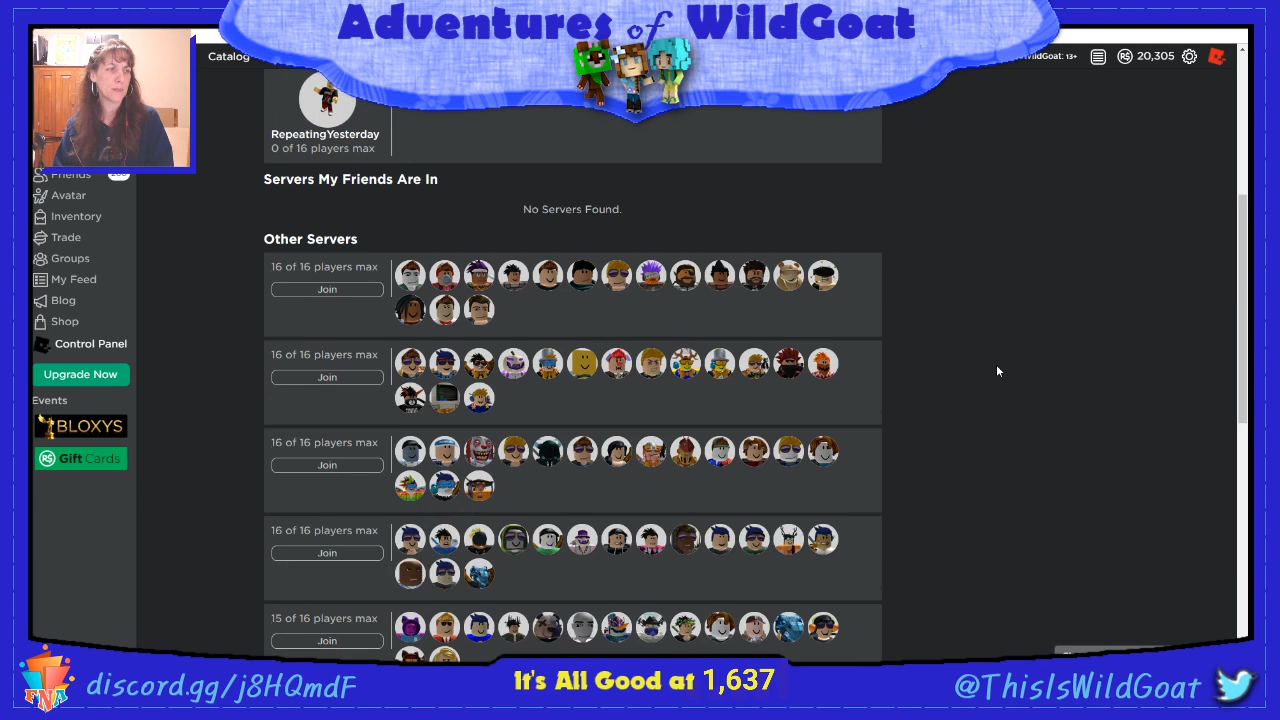 Adventures of WildGoat
Catalog
WildGoat: 13+
20,305
RepeatingYesterday
0 of 16 players max
Friends
Avatar
Inventory
Trade
Groups
My Feed
Blog
Shop
Control Panel
Upgrade Now
Events
BLOXYS
R$ Gift Cards
Servers My Friends Are In
No Servers Found.
Other Servers
16 of 16 players max
Join
16 of 16 players max
Join
16 of 16 players max
Join
16 of 16 players max
Join
15 of 16 players max
Join
FNA
discord.gg/j8HQmdF
It's All Good at 1,637
@ThisIsWildGoat